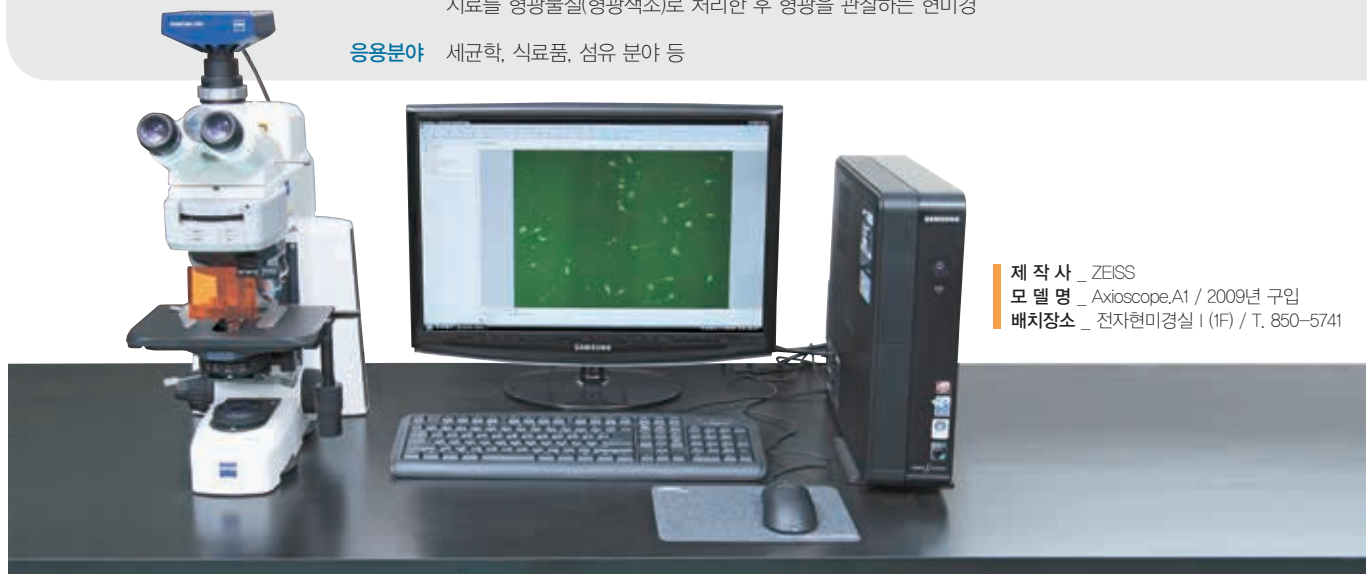 시료를 형광물질(형광색소)로 처리한 후 형광을 관찰하는 현미경
응용분야 세균학, 식료품, 섬유 분야 등
제 작 사 _ ZEISS
모 델 명 _ Axioscope.A1 / 2009년 구입
배치장소 _ 전자현미경실 I (1F) / T. 850-5741
SAMSUNG
SAMSUNG